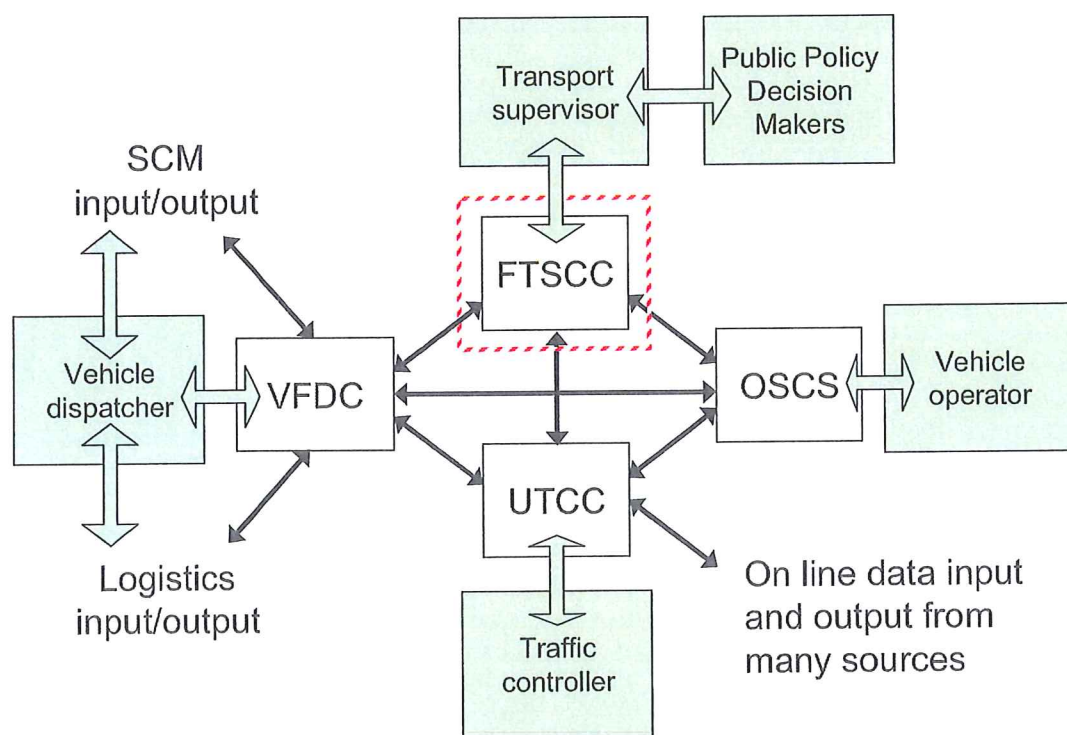 Transport
supervisor
Public Policy
Decision
Makers
SCM
input/output
FTSCC
Vehicle
dispatcher
VFDC
OSCS
Vehicle
operator
UTCC
Logistics
input/output
On line data input
and output from
many sources
Traffic
controller